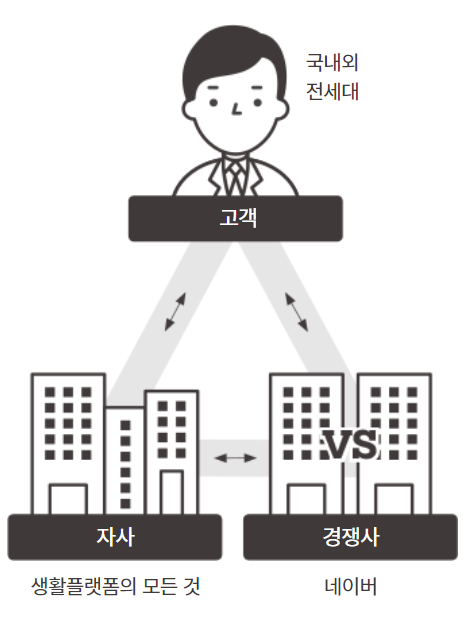 국내외
전세대
고객
VS
자사
경쟁사
생활플랫폼의 모든 것
네이버